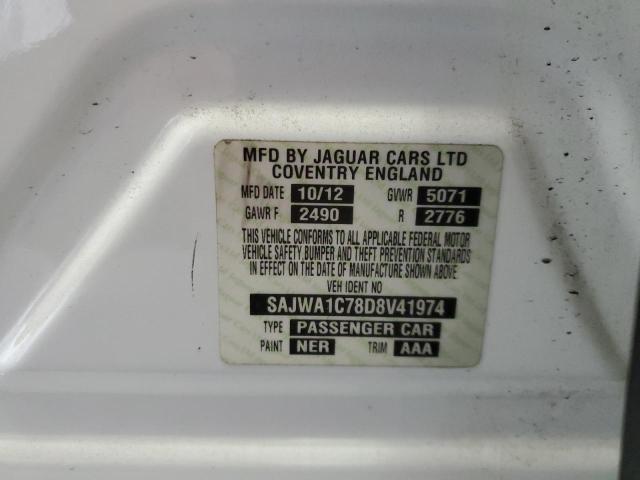 MFD BY JAGUAR CARS LTD
COVENTRY ENGLAND
MFD DATE 10/12 GVWR 5071
GAWR F 2490 R 2776
THIS VEHICLE CONFORMS TO ALL APPLICABLE FEDERAL MOTOR
VEHICLE SAFETY, BUMPER AND THEFT PREVENTION STANDARDS
IN EFFECT ON THE DATE OF MANUFACTURE SHOWN ABOVE
VEH IDENT NO
SAJWA1C78D8V41974
TYPE PASSENGER CAR
PAINT NER TRIM AAA